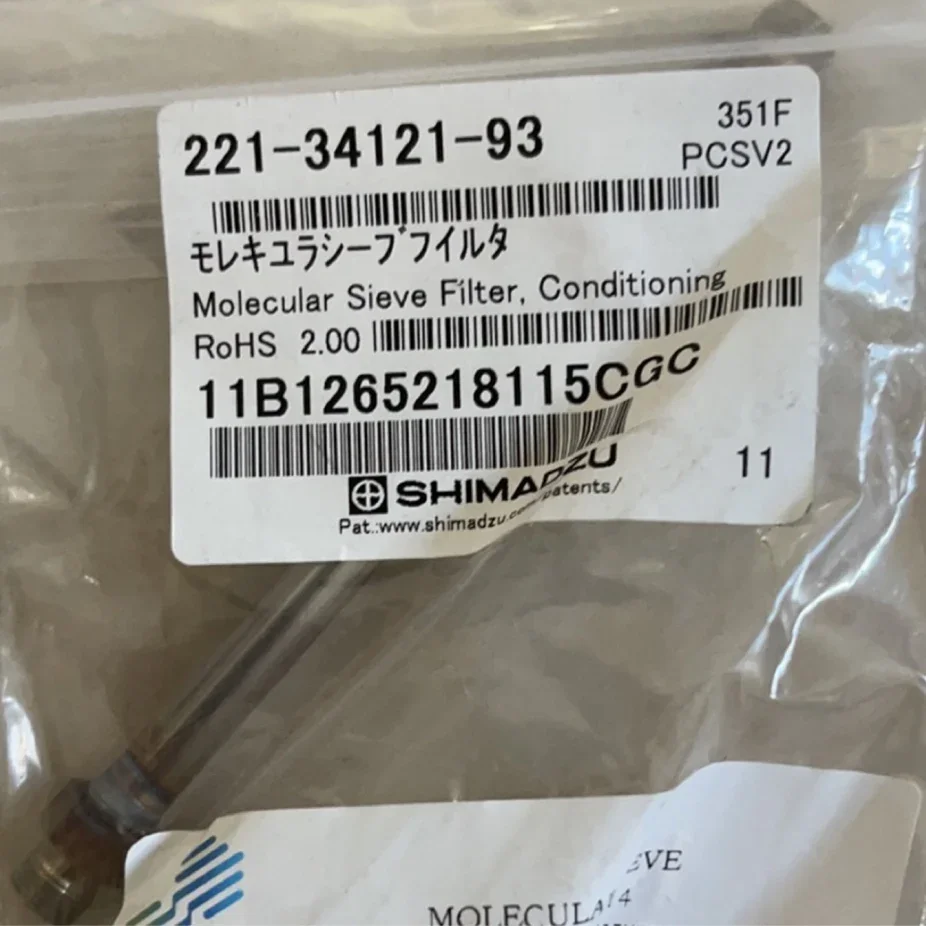 221-34121-93
351F
PCSV2
モレキユラシーブフイルタ
Molecular Sieve Filter, Conditioning
RoHS 2.00
11B1265218115CGC
SHIMADZU
11
Pat.:www.shimadzu.com/patents/
MOLECULA